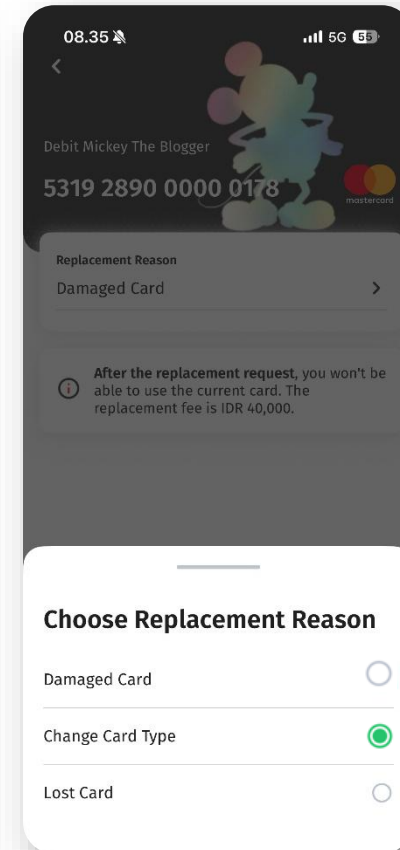 08.35
5G 55
Debit Mickey The Blogger
5319 2890 0000 0178
mastercard
Replacement Reason
Damaged Card
After the replacement request, you won't be
able to use the current card. The
replacement fee is IDR 40,000.
Choose Replacement Reason
Damaged Card
Change Card Type
Lost Card